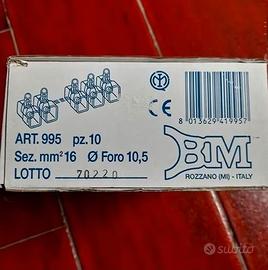 8 013629 419957
ART. 995 pz. 10
Sez. mm² 16 Ø Foro 10,5
LOTTO 70220
BM
ROZZANO (MI) - ITALY
subito